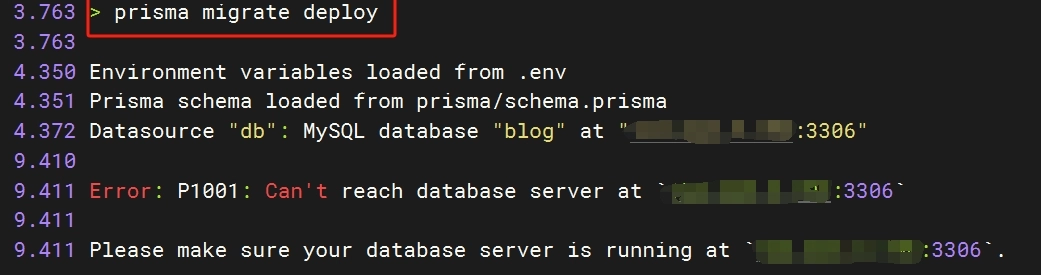 3.763 > prisma migrate deploy
3.763
4.350 Environment variables loaded from .env
4.351 Prisma schema loaded from prisma/schema.prisma
4.372 Datasource "db": MySQL database "blog" at ":3306"
9.410
9.411 Error: P1001: Can't reach database server at `:3306`
9.411
9.411 Please make sure your database server is running at `:3306`.